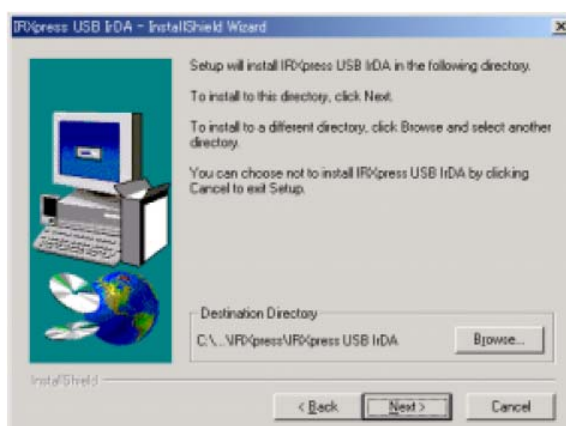 IRXpress USB IrDA - InstallShield Wizard
Setup will install IRXpress USB IrDA in the following directory.
To install to this directory, click Next.
To install to a different directory, click Browse and select another
directory.
You can choose not to install IRXpress USB IrDA by clicking
Cancel to exit Setup.
Destination Directory
C:\...\IRXpress\IRXpress USB IrDA
Browse...
InstallShield
< Back
Next >
Cancel